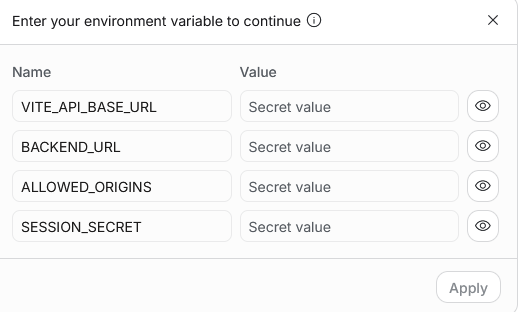 Enter your environment variable to continue
Name Value
VITE_API_BASE_URL Secret value
BACKEND_URL Secret value
ALLOWED_ORIGINS Secret value
SESSION_SECRET Secret value
Apply